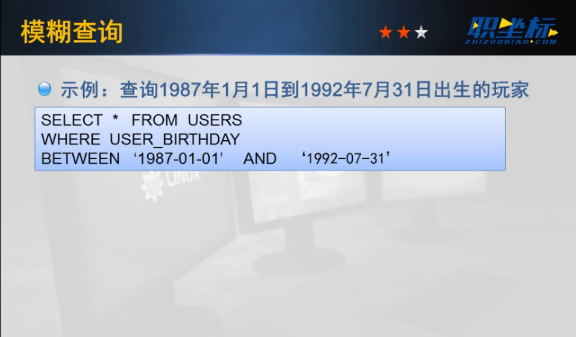 模糊查询
职坐标
ZHIZUOBIAO.COM
示例：查询1987年1月1日到1992年7月31日出生的玩家
SELECT * FROM USERS
WHERE USER_BIRTHDAY
BETWEEN ‘1987-01-01’ AND ‘1992-07-31’
LINUX